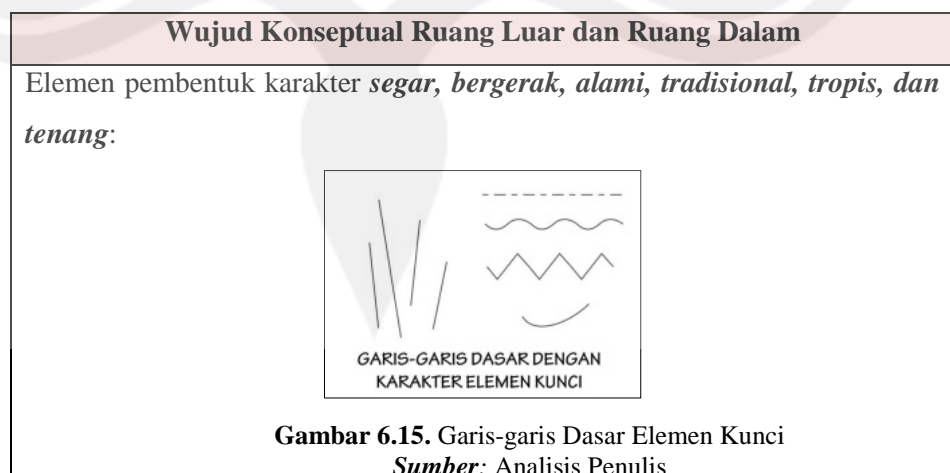 Wujud Konseptual Ruang Luar dan Ruang Dalam
Elemen pembentuk karakter segar, bergerak, alami, tradisional, tropis, dan
tenang:
GARIS-GARIS DASAR DENGAN
KARAKTER ELEMEN KUNCI
Gambar 6.15. Garis-garis Dasar Elemen Kunci
Sumber: Analisis Penulis